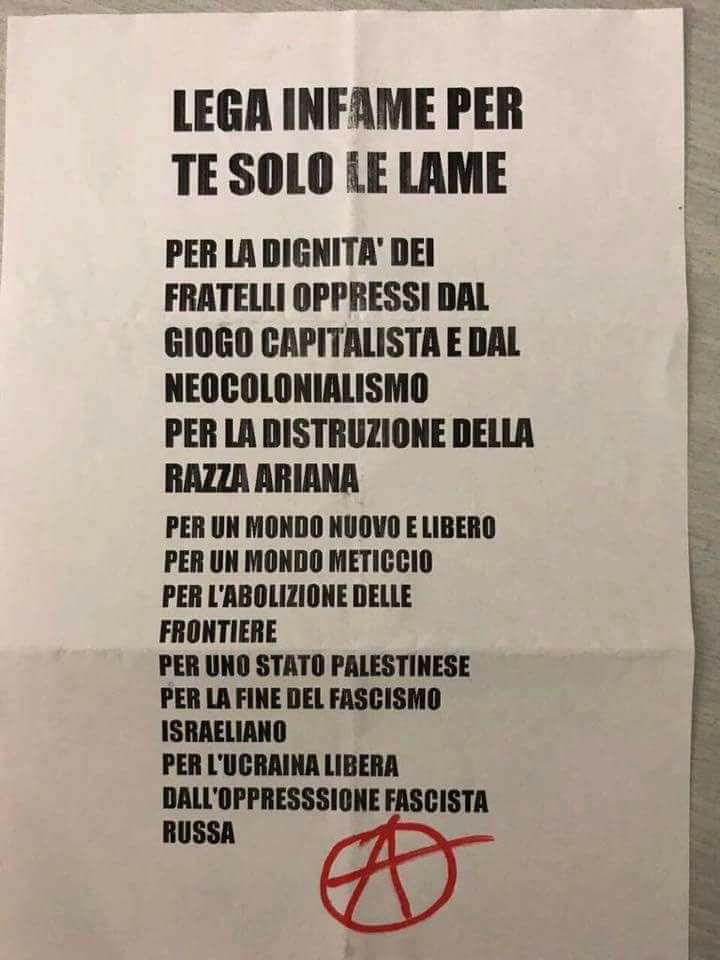 LEGA INFAME PER
TE SOLO LE LAME
PER LA DIGNITA' DEI
FRATELLI OPPRESSI DAL
GIOGO CAPITALISTA E DAL
NEOCOLONIALISMO
PER LA DISTRUZIONE DELLA
RAZZA ARIANA
PER UN MONDO NUOVO E LIBERO
PER UN MONDO METICCIO
PER L'ABOLIZIONE DELLE
FRONTIERE
PER UNO STATO PALESTINESE
PER LA FINE DEL FASCISMO
ISRAELIANO
PER L'UCRAINA LIBERA
DALL'OPPRESSSIONE FASCISTA
RUSSA
A